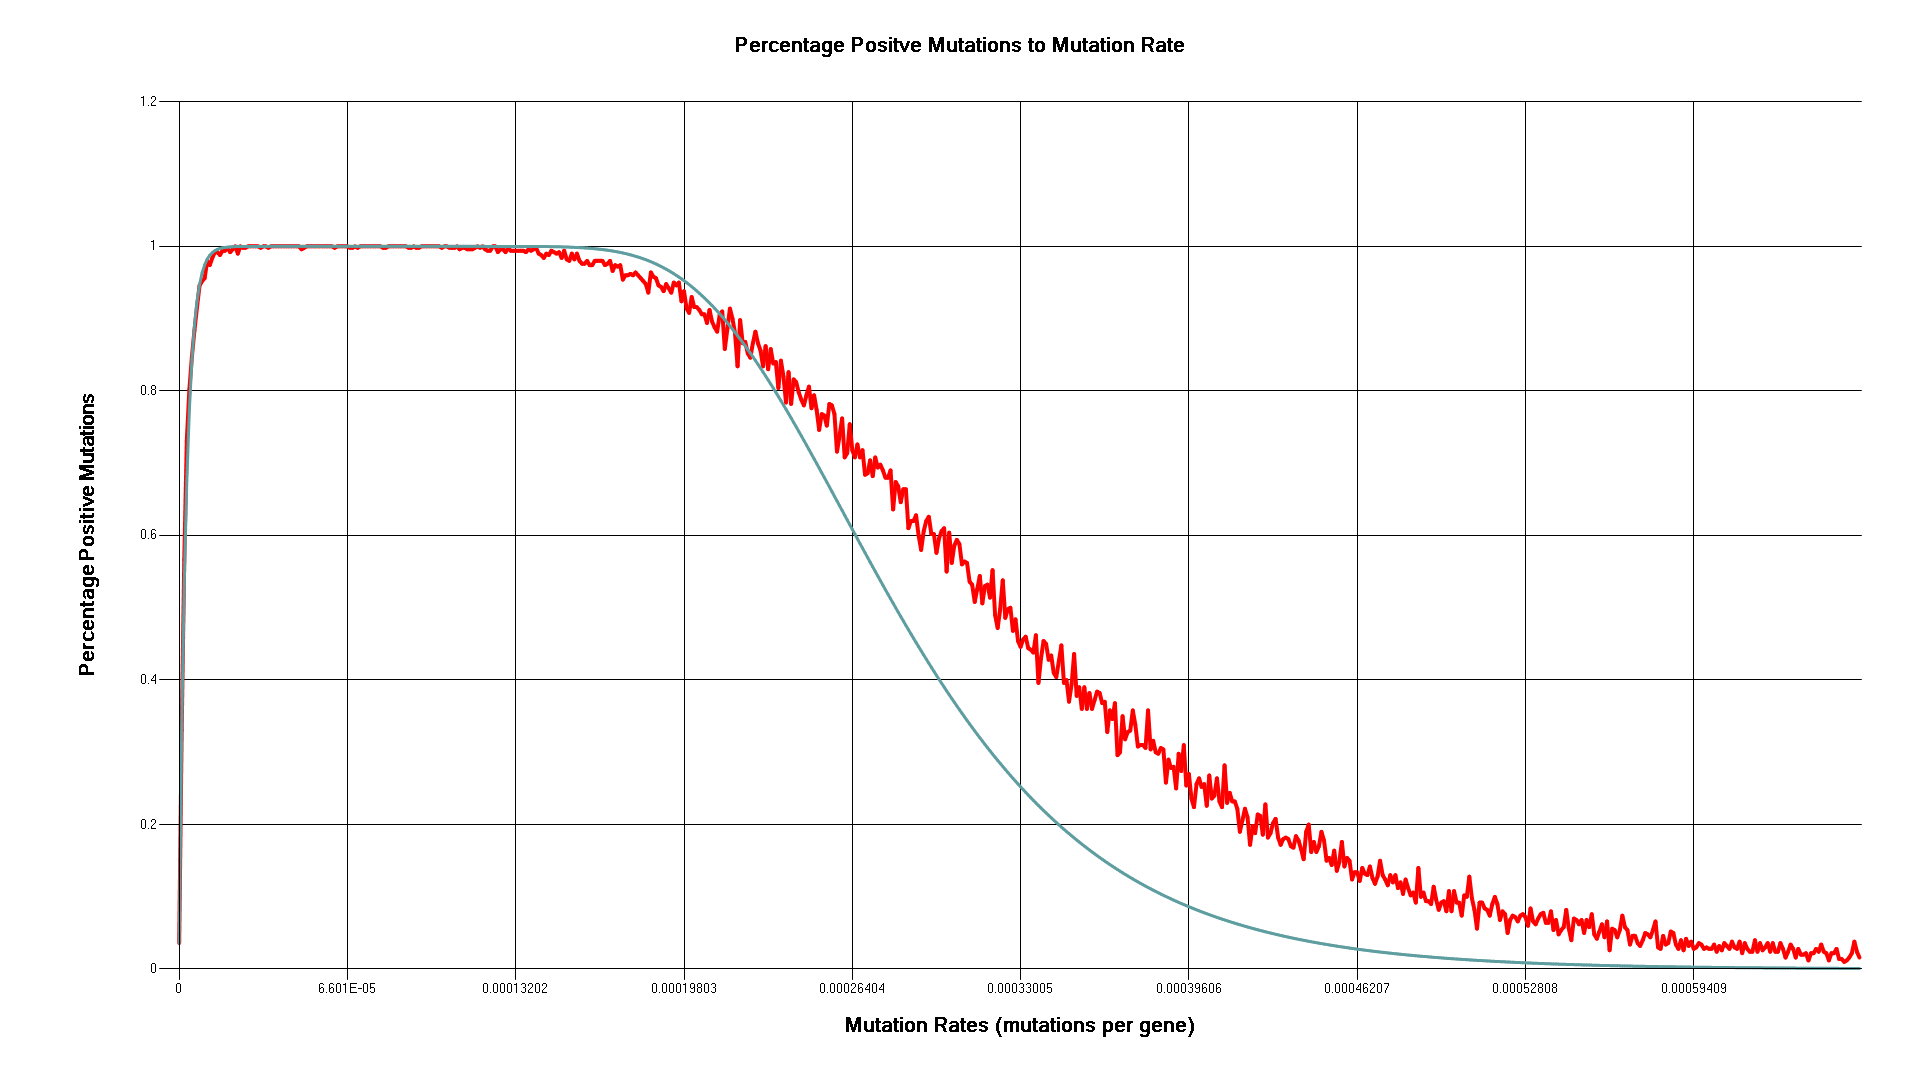 Percentage Positve Mutations to Mutation Rate
1.2
1
0.8
0.6
0.4
0.2
0
Percentage Positive Mutations
0 6.601E-05 0.00013202 0.00019803 0.00026404 0.00033005 0.00039606 0.00046207 0.00052808 0.00059409
Mutation Rates (mutations per gene)